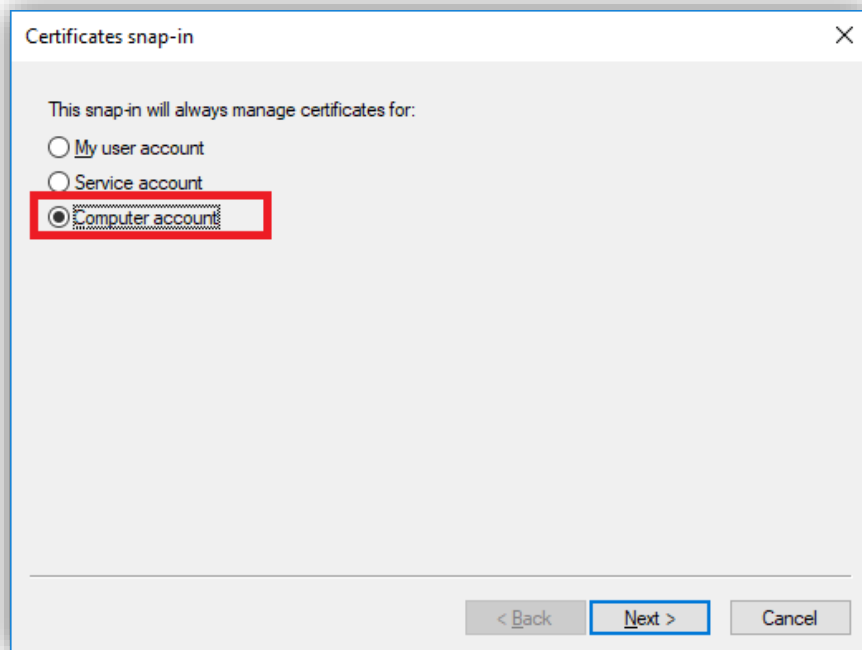 Certificates snap-in
This snap-in will always manage certificates for:
My user account
Service account
Computer account
< Back Next > Cancel